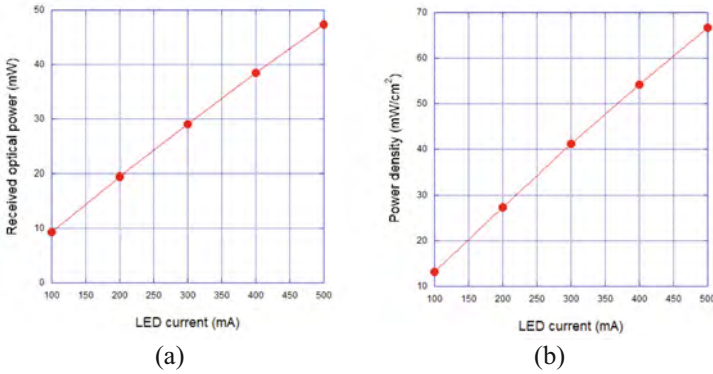 50
40
30
20
10
0
Received optical power (mW)
100 150 200 250 300 350 400 450 500
LED current (mA)
(a)
70
60
50
40
30
20
10
Power density (mW/cm²)
100 150 200 250 300 350 400 450 500
LED current (mA)
(b)